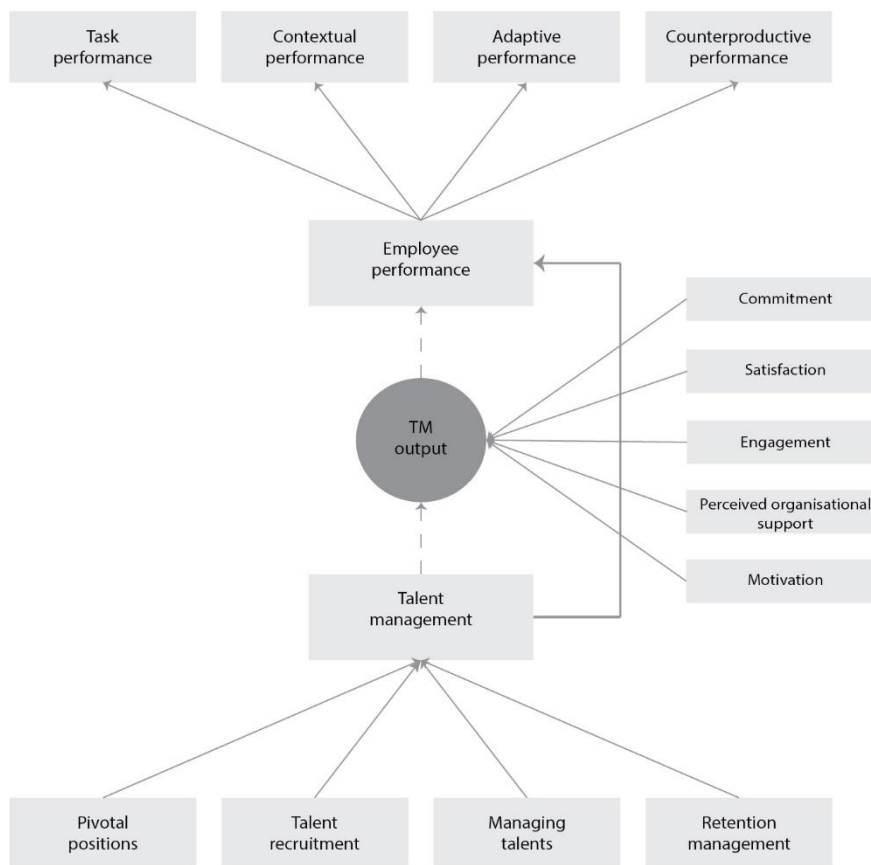 Task
performance
Contextual
performance
Adaptive
performance
Counterproductive
performance
Employee
performance
Commitment
Satisfaction
TM
output
Engagement
Perceived organisational
support
Motivation
Talent
management
Pivotal
positions
Talent
recruitment
Managing
talents
Retention
management